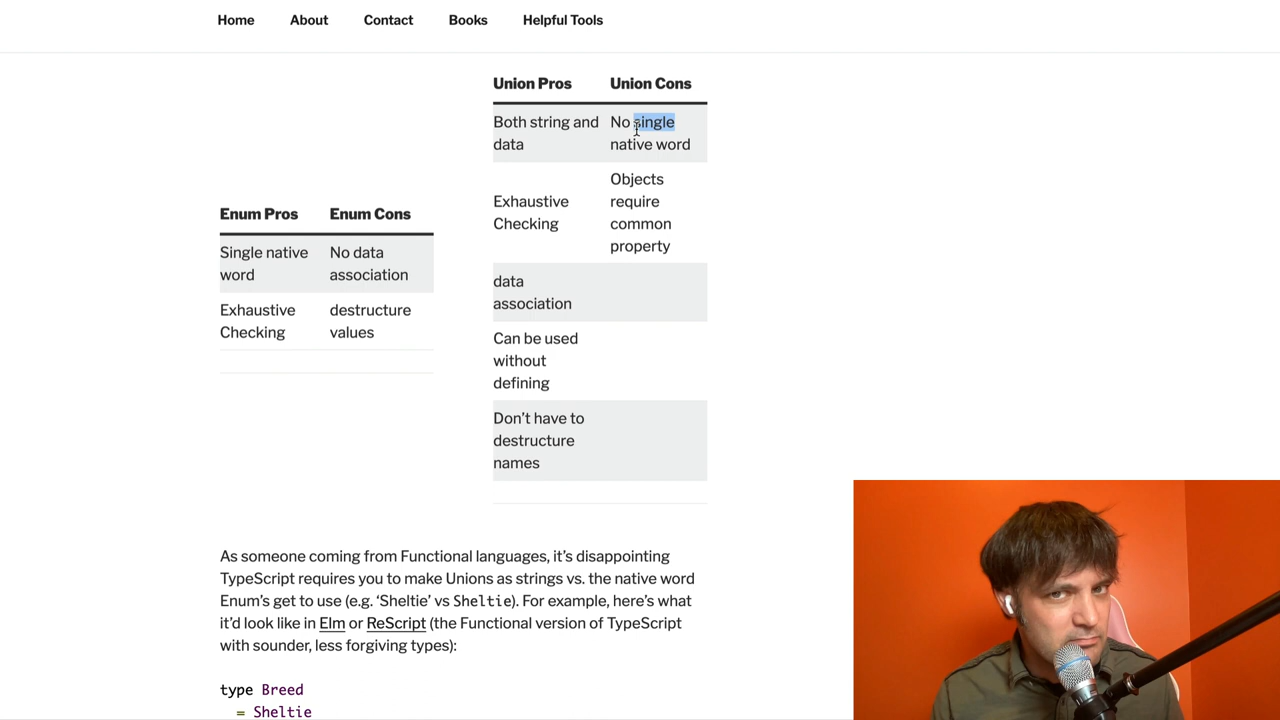 Home About Contact Books Helpful Tools
Enum Pros Enum Cons
Single native No data
word association
Exhaustive destructure
Checking values
Union Pros Union Cons
Both string and No single
data native word
Objects
Exhaustive require
Checking common
property
data
association
Can be used
without
defining
Don’t have to
destructure
names
As someone coming from Functional languages, it’s disappointing
TypeScript requires you to make Unions as strings vs. the native word
Enum’s get to use (e.g. ‘Sheltie’ vs Sheltie). For example, here’s what
it’d look like in Elm or ReScript (the Functional version of TypeScript
with sounder, less forgiving types):
type Breed
= Sheltie